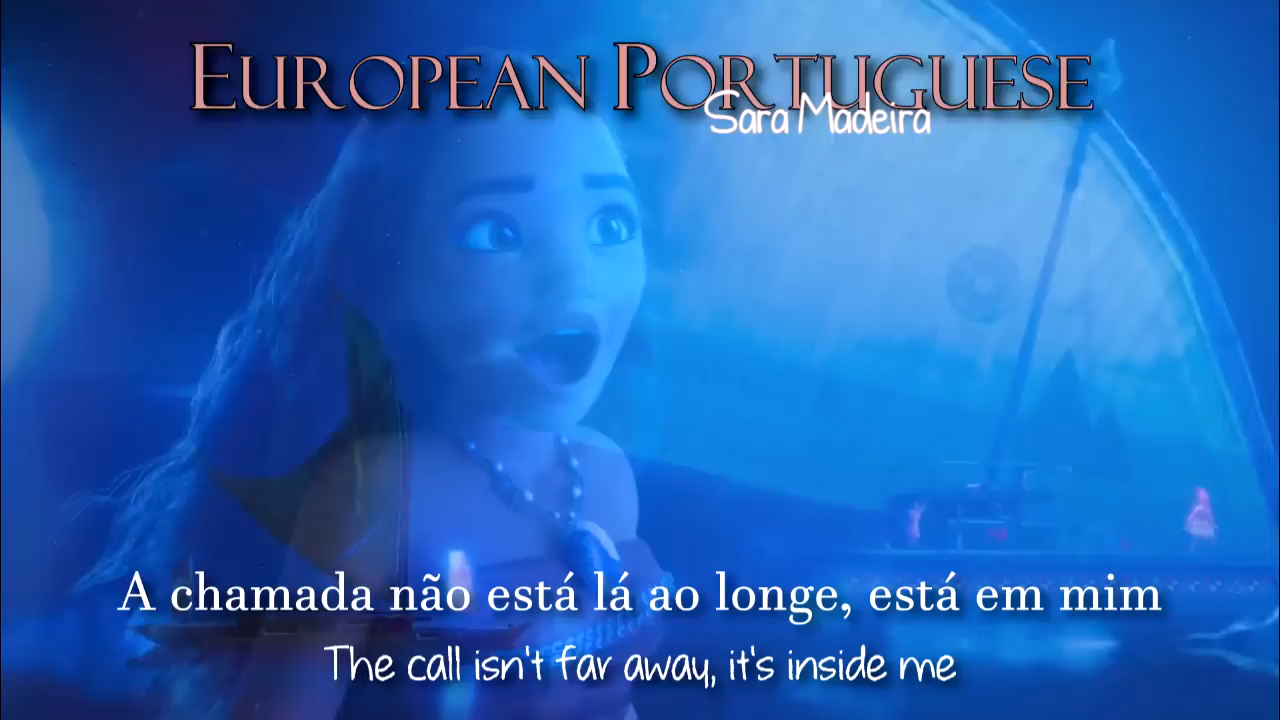 EUROPEAN PORTUGUESE
Sara Madeira
A chamada não está lá ao longe, está em mim
The call isn't far away, it's inside me